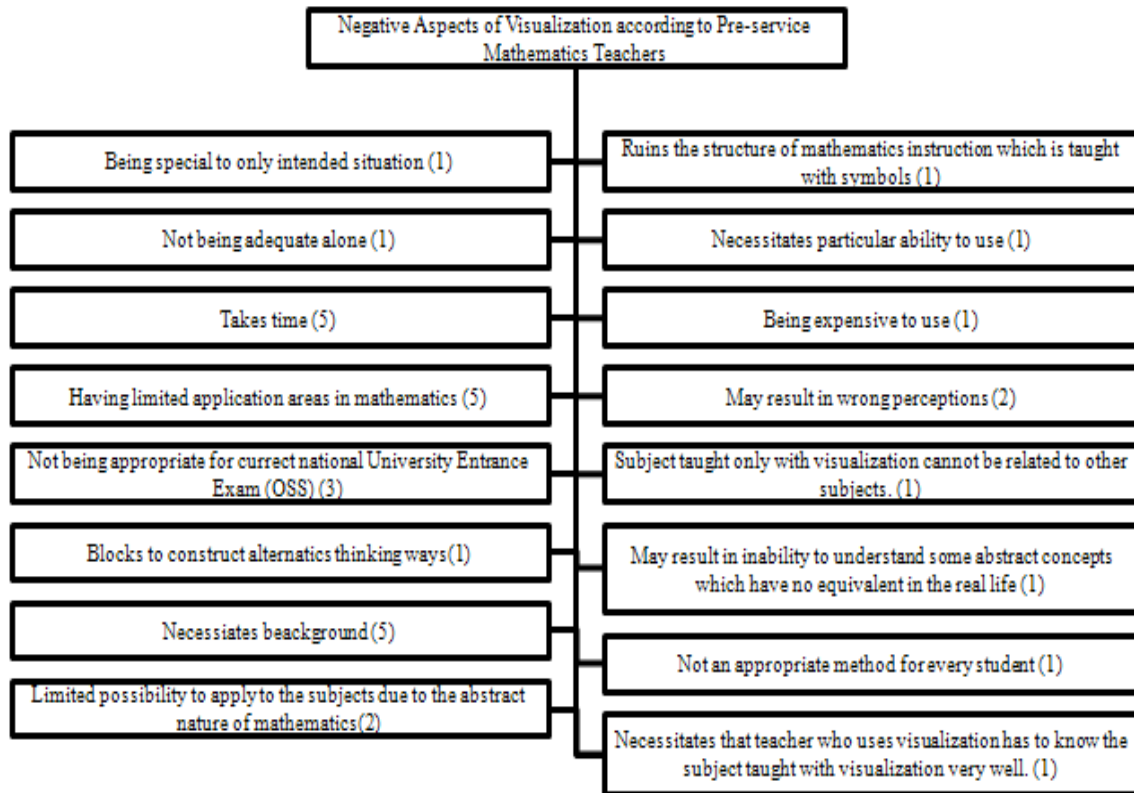 Negative Aspects of Visualization according to Pre-service
Mathematics Teachers
Being special to only intended situation (1)
Ruins the structure of mathematics instruction which is taught
with symbols (1)
Not being adequate alone (1)
Necessitates particular ability to use (1)
Takes time (5)
Being expensive to use (1)
Having limited application areas in mathematics (5)
May result in wrong perceptions (2)
Not being appropriate for currect national University Entrance
Exam (OSS) (3)
Subject taught only with visualization cannot be related to other
subjects. (1)
Blocks to construct alternatics thinking ways (1)
May result in inability to understand some abstract concepts
which have no equivalent in the real life (1)
Necessiates beackground (5)
Not an appropriate method for every student (1)
Limited possibility to apply to the subjects due to the abstract
nature of mathematics (2)
Necessitates that teacher who uses visualization has to know the
subject taught with visualization very well. (1)